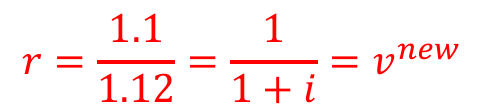 r = 1.1/1.12 = 1/(1 + i) = v^new